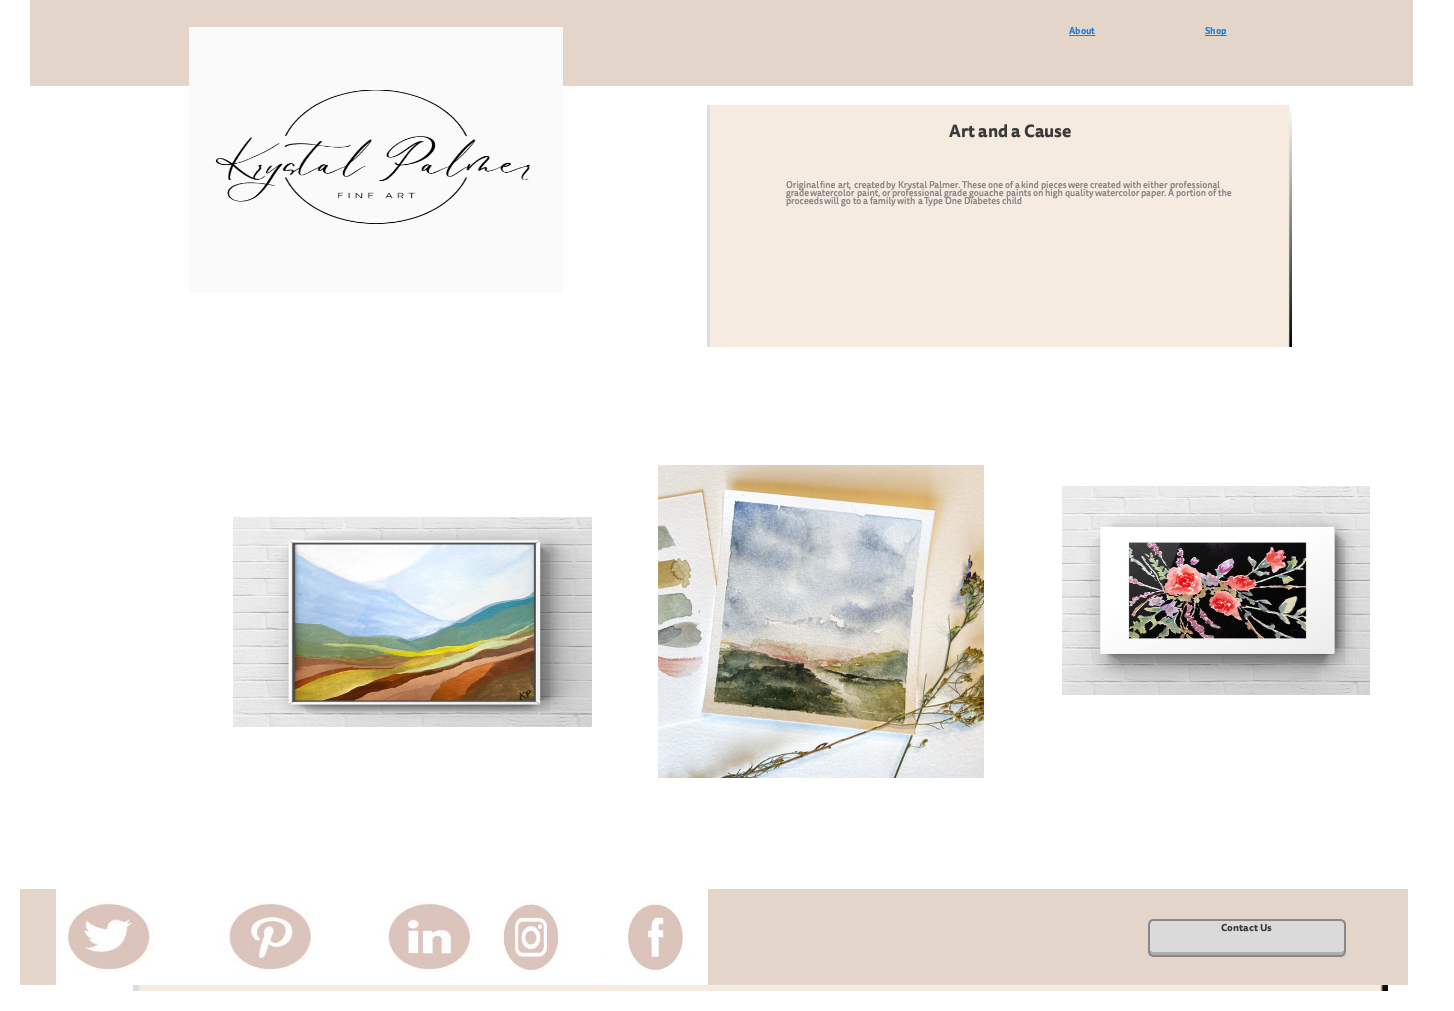 About
Shop
Krystal Palmer
FINE ART
Art and a Cause
Original fine art, created by Krystal Palmer. These one of a kind pieces were created with either professional
grade watercolor paint, or professional grade gouache paints on high quality watercolor paper. A portion of the
proceeds will go to a family with a Type One Diabetes child
KP
Contact Us